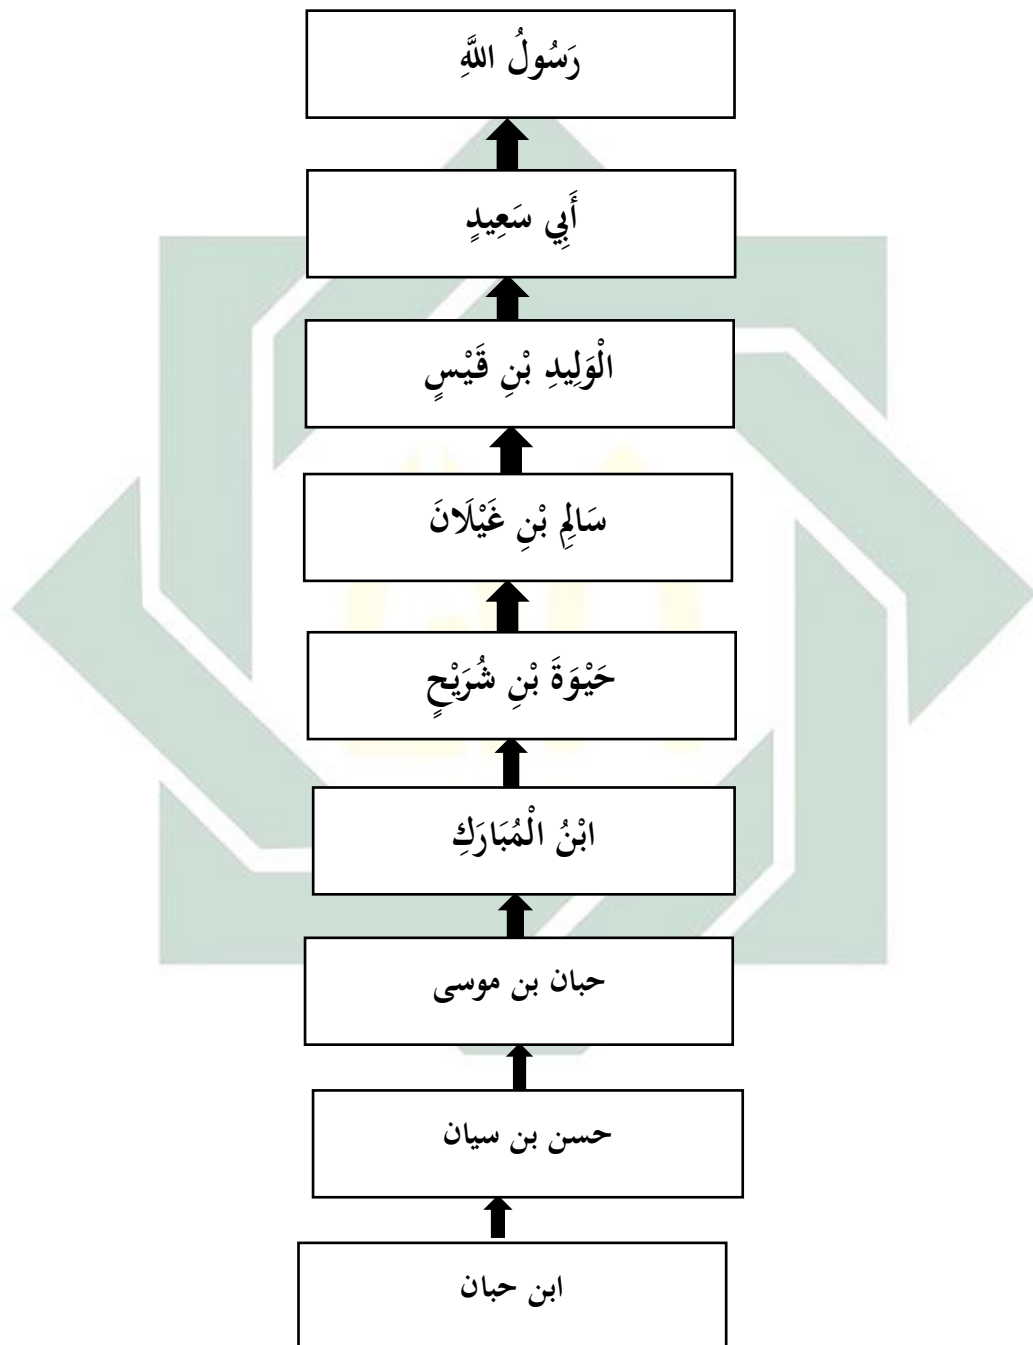 رَسُولُ اللَّهِ
أَبِي سَعِيدٍ
الْوَلِيدِ بْنِ قَيْسٍ
سَالِمِ بْنِ غَيْلَانَ
حَيْوَةَ بْنِ شُرَيْحٍ
ابْنُ الْمُبَارَكِ
حبان بن موسى
حسن بن سيان
ابن حبان